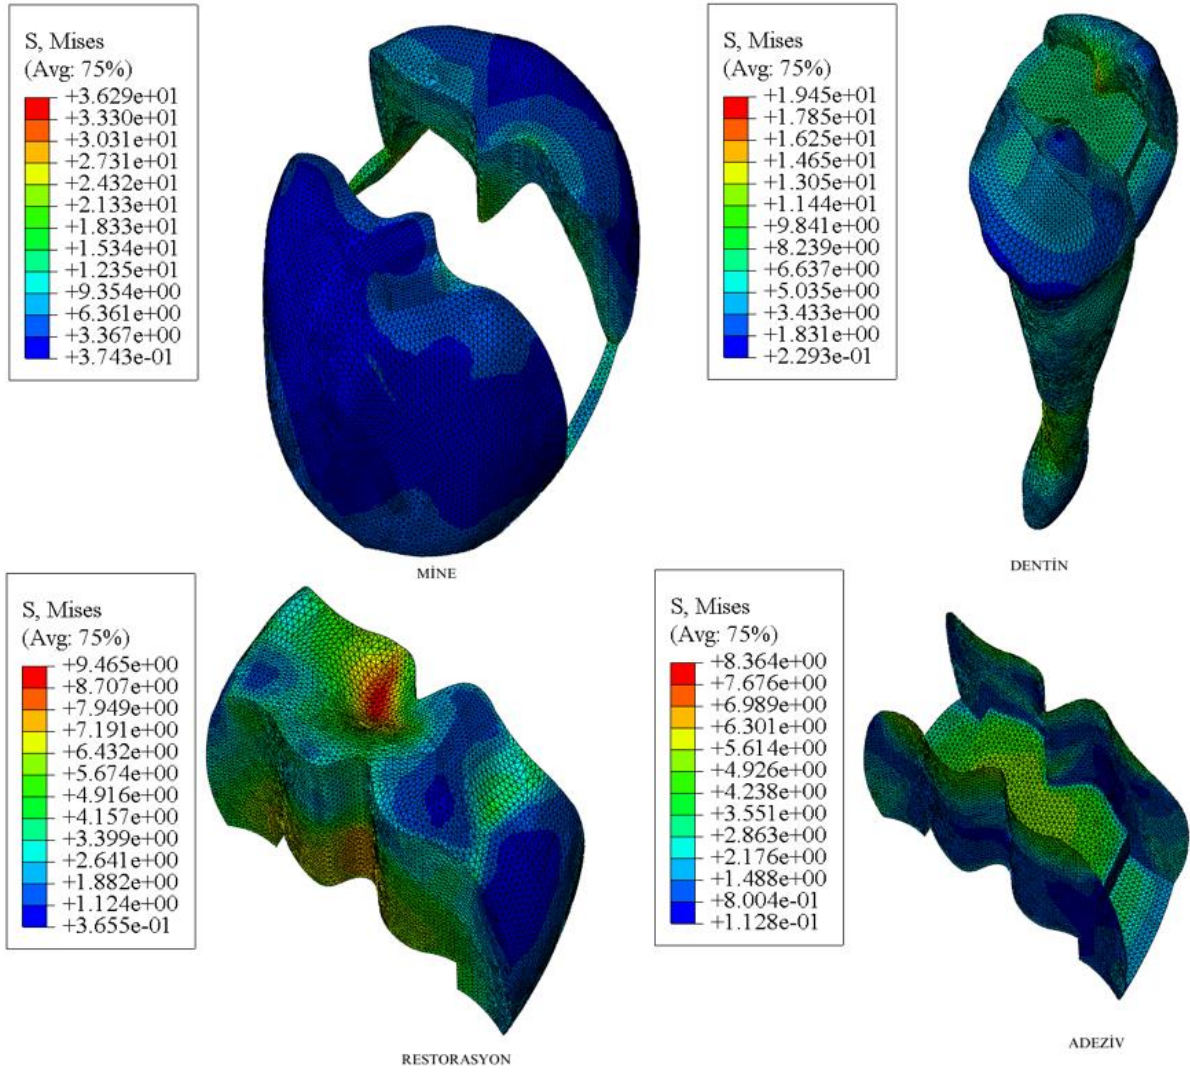 S, Mises
(Avg: 75%)
+3.629e+01
+3.330e+01
+3.031e+01
+2.731e+01
+2.432e+01
+2.133e+01
+1.833e+01
+1.534e+01
+1.235e+01
+9.354e+00
+6.361e+00
+3.367e+00
+3.743e-01
MİNE
S, Mises
(Avg: 75%)
+1.945e+01
+1.785e+01
+1.625e+01
+1.465e+01
+1.305e+01
+1.144e+01
+9.841e+00
+8.239e+00
+6.637e+00
+5.035e+00
+3.433e+00
+1.831e+00
+2.293e-01
DENTİN
S, Mises
(Avg: 75%)
+9.465e+00
+8.707e+00
+7.949e+00
+7.191e+00
+6.432e+00
+5.674e+00
+4.916e+00
+4.157e+00
+3.399e+00
+2.641e+00
+1.882e+00
+1.124e+00
+3.655e-01
RESTORASYON
S, Mises
(Avg: 75%)
+8.364e+00
+7.676e+00
+6.989e+00
+6.301e+00
+5.614e+00
+4.926e+00
+4.238e+00
+3.551e+00
+2.863e+00
+2.176e+00
+1.488e+00
+8.004e-01
+1.128e-01
ADEZİV